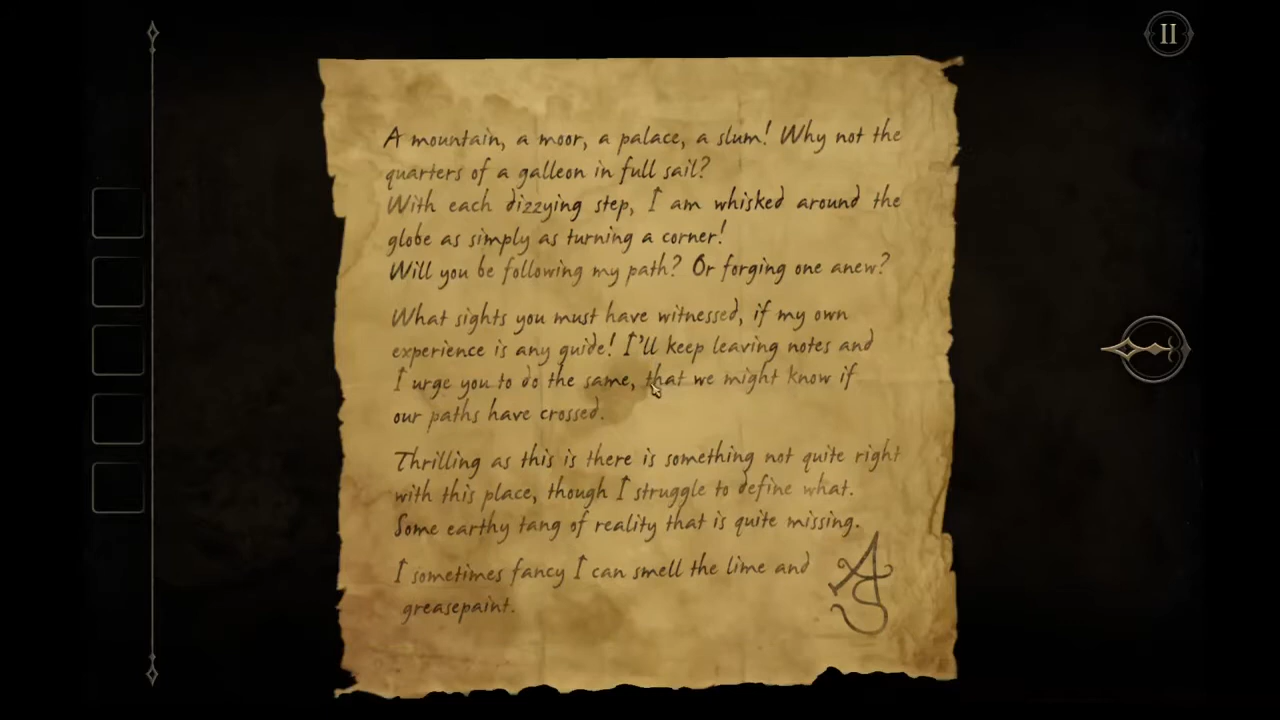 A mountain, a moor, a palace, a slum! Why not the
quarters of a galleon in full sail?
With each dizzying step, I am whisked around the
globe as simply as turning a corner!
Will you be following my path? Or forging one anew?
What sights you must have witnessed, if my own
experience is any guide! I'll keep leaving notes and
I urge you to do the same, that we might know if
our paths have crossed.
Thrilling as this is there is something not quite right
with this place, though I struggle to define what.
Some earthy tang of reality that is quite missing.
I sometimes fancy I can smell the lime and
greasepaint.
AS